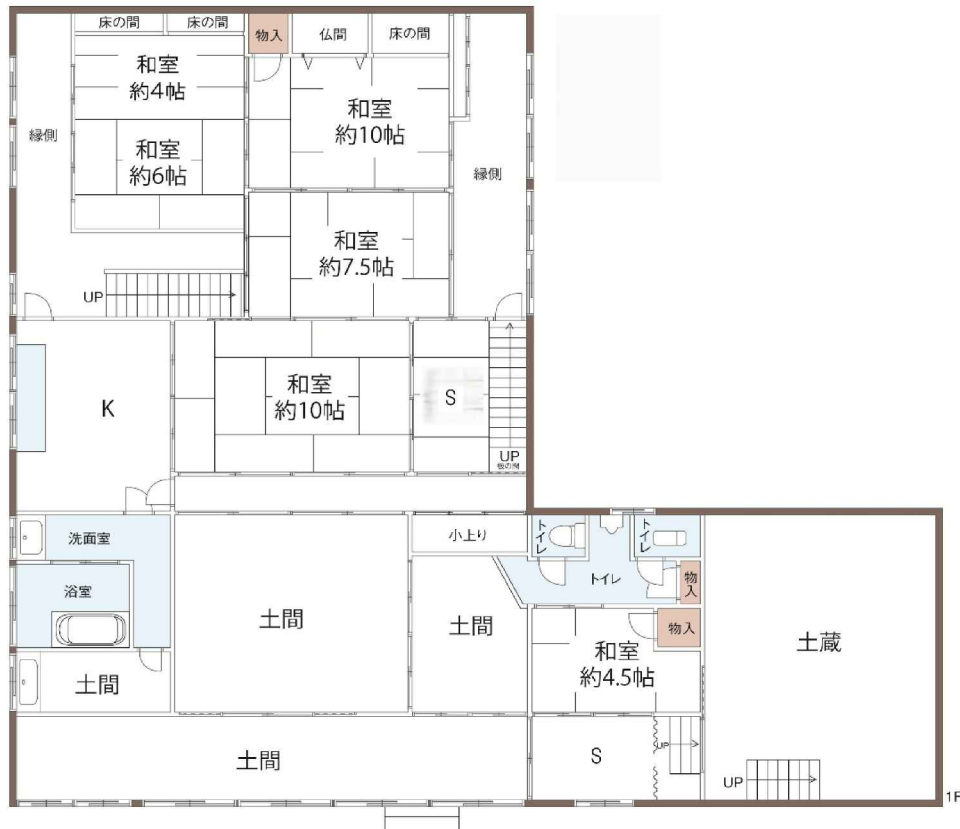 床の間
床の間
物入
仏間
床の間
和室
約4帖
和室
約10帖
縁側
和室
約6帖
縁側
和室
約7.5帖
UP
K
和室
約10帖
S
UP
板の間
洗面室
小上り
トイレ
トイレ
トイレ
物入
浴室
土間
土間
物入
和室
約4.5帖
土蔵
土間
土間
S
UP
UP
1F